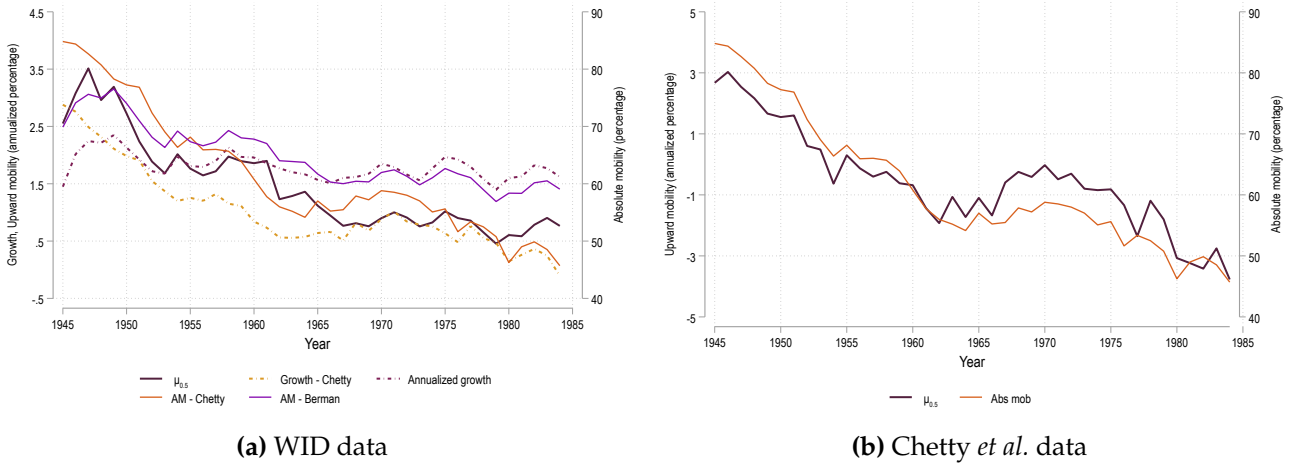 4.5
3.5
2.5
1.5
.5
-.5
Growth, Upward mobility (annualized percentage)
90
80
70
60
50
40
Absolute mobility (percentage)
1945 1950 1955 1960 1965 1970 1975 1980 1985
Year
μ0.5 Growth - Chetty Annualized growth
AM - Chetty AM - Berman
(a) WID data
5
3
1
-1
-3
-5
Upward mobility (annualized percentage)
90
80
70
60
50
40
Absolute mobility (percentage)
1945 1950 1955 1960 1965 1970 1975 1980 1985
Year
μ0.5 Abs mob
(b) Chetty et al. data